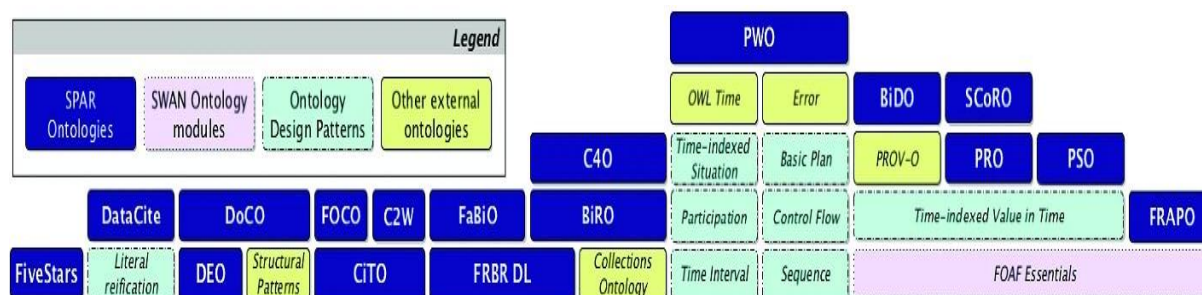 Legend
SPAR
Ontologies
SWAN Ontology
modules
Ontology
Design Patterns
Other external
ontologies
PWO
OWL Time
Error
BiDO
SCoRO
C4O
Time-indexed
Situation
Basic Plan
PROV-O
PRO
PSO
DataCite
DoCO
FOCO
C2W
FaBiO
BiRO
Participation
Control Flow
Time-indexed Value in Time
FRAPO
FiveStars
Literal
reification
DEO
Structural
Patterns
CiTO
FRBR DL
Collections
Ontology
Time Interval
Sequence
FOAF Essentials